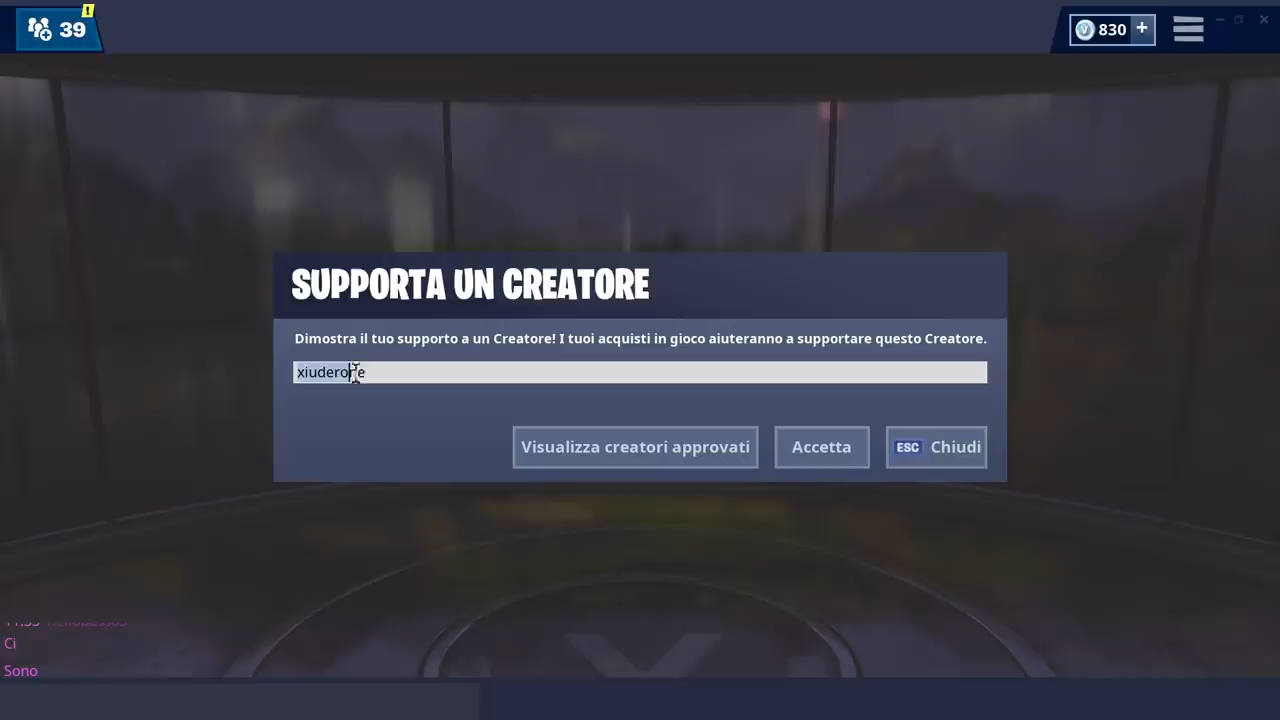 39
830 +
SUPPORTA UN CREATORE
Dimostra il tuo supporto a un Creatore! I tuoi acquisti in gioco aiuteranno a supportare questo Creatore.
xiuderone
Visualizza creatori approvati
Accetta
ESC Chiudi
Ci
Sono